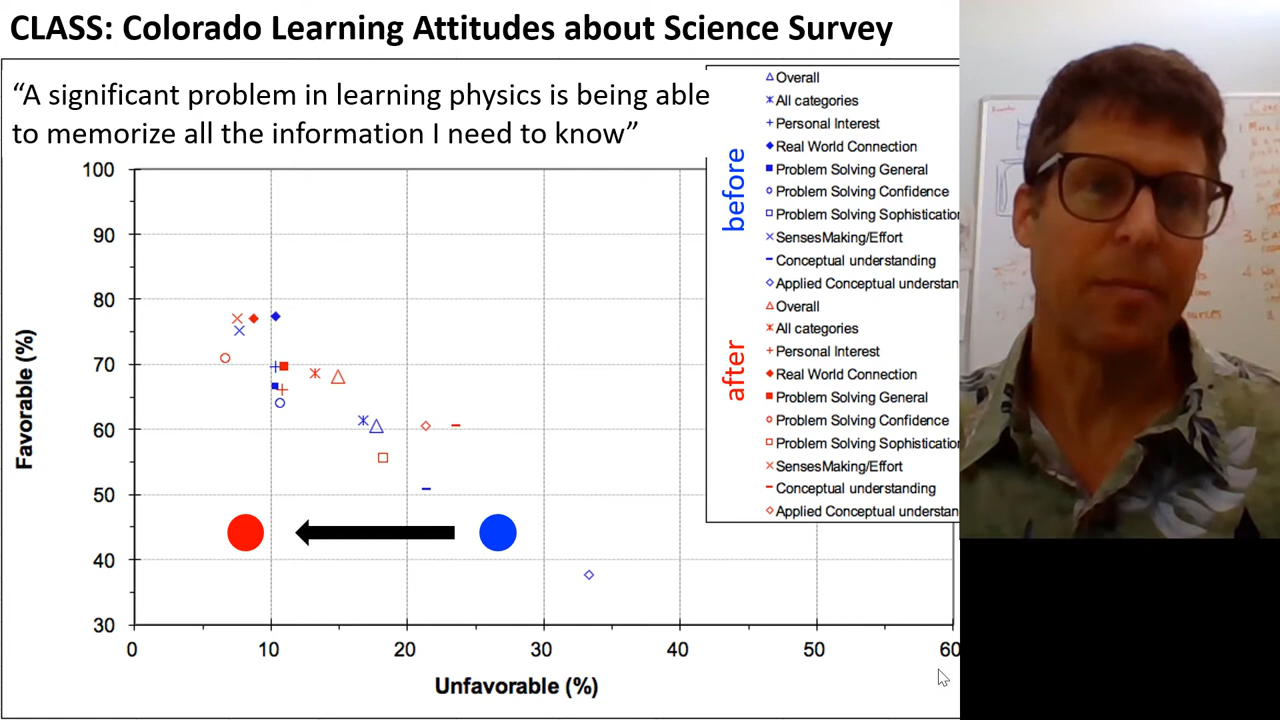 CLASS: Colorado Learning Attitudes about Science Survey
“A significant problem in learning physics is being able
to memorize all the information I need to know”
before
Overall
All categories
Personal Interest
Real World Connection
Problem Solving General
Problem Solving Confidence
Problem Solving Sophistication
SensesMaking/Effort
Conceptual understanding
Applied Conceptual understan
after
Overall
All categories
Personal Interest
Real World Connection
Problem Solving General
Problem Solving Confidence
Problem Solving Sophistication
SensesMaking/Effort
Conceptual understanding
Applied Conceptual understan
Favorable (%)
100
90
80
70
60
50
40
30
0 10 20 30 40 50 60
Unfavorable (%)